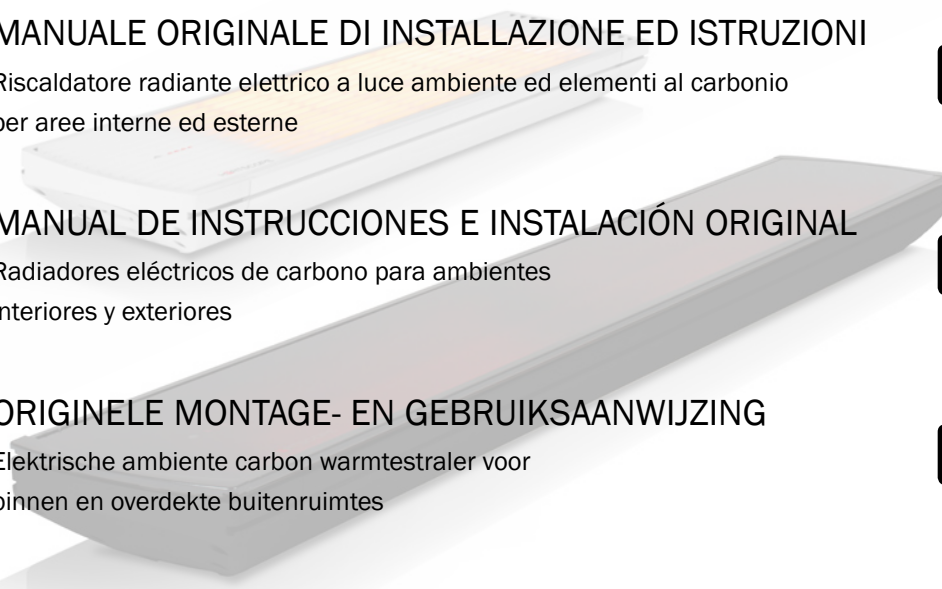 MANUALE ORIGINALE DI INSTALLAZIONE ED ISTRUZIONI
Riscaldatore radiante elettrico a luce ambiente ed elementi al carbonio
per aree interne ed esterne
MANUAL DE INSTRUCCIONES E INSTALACIÓN ORIGINAL
Radiadores eléctricos de carbono para ambientes
interiores y exteriores
ORIGINELE MONTAGE- EN GEBRUIKSAANWIJZING
Elektrische ambiente carbon warmtestraler voor
binnen en overdekte buitenruimtes